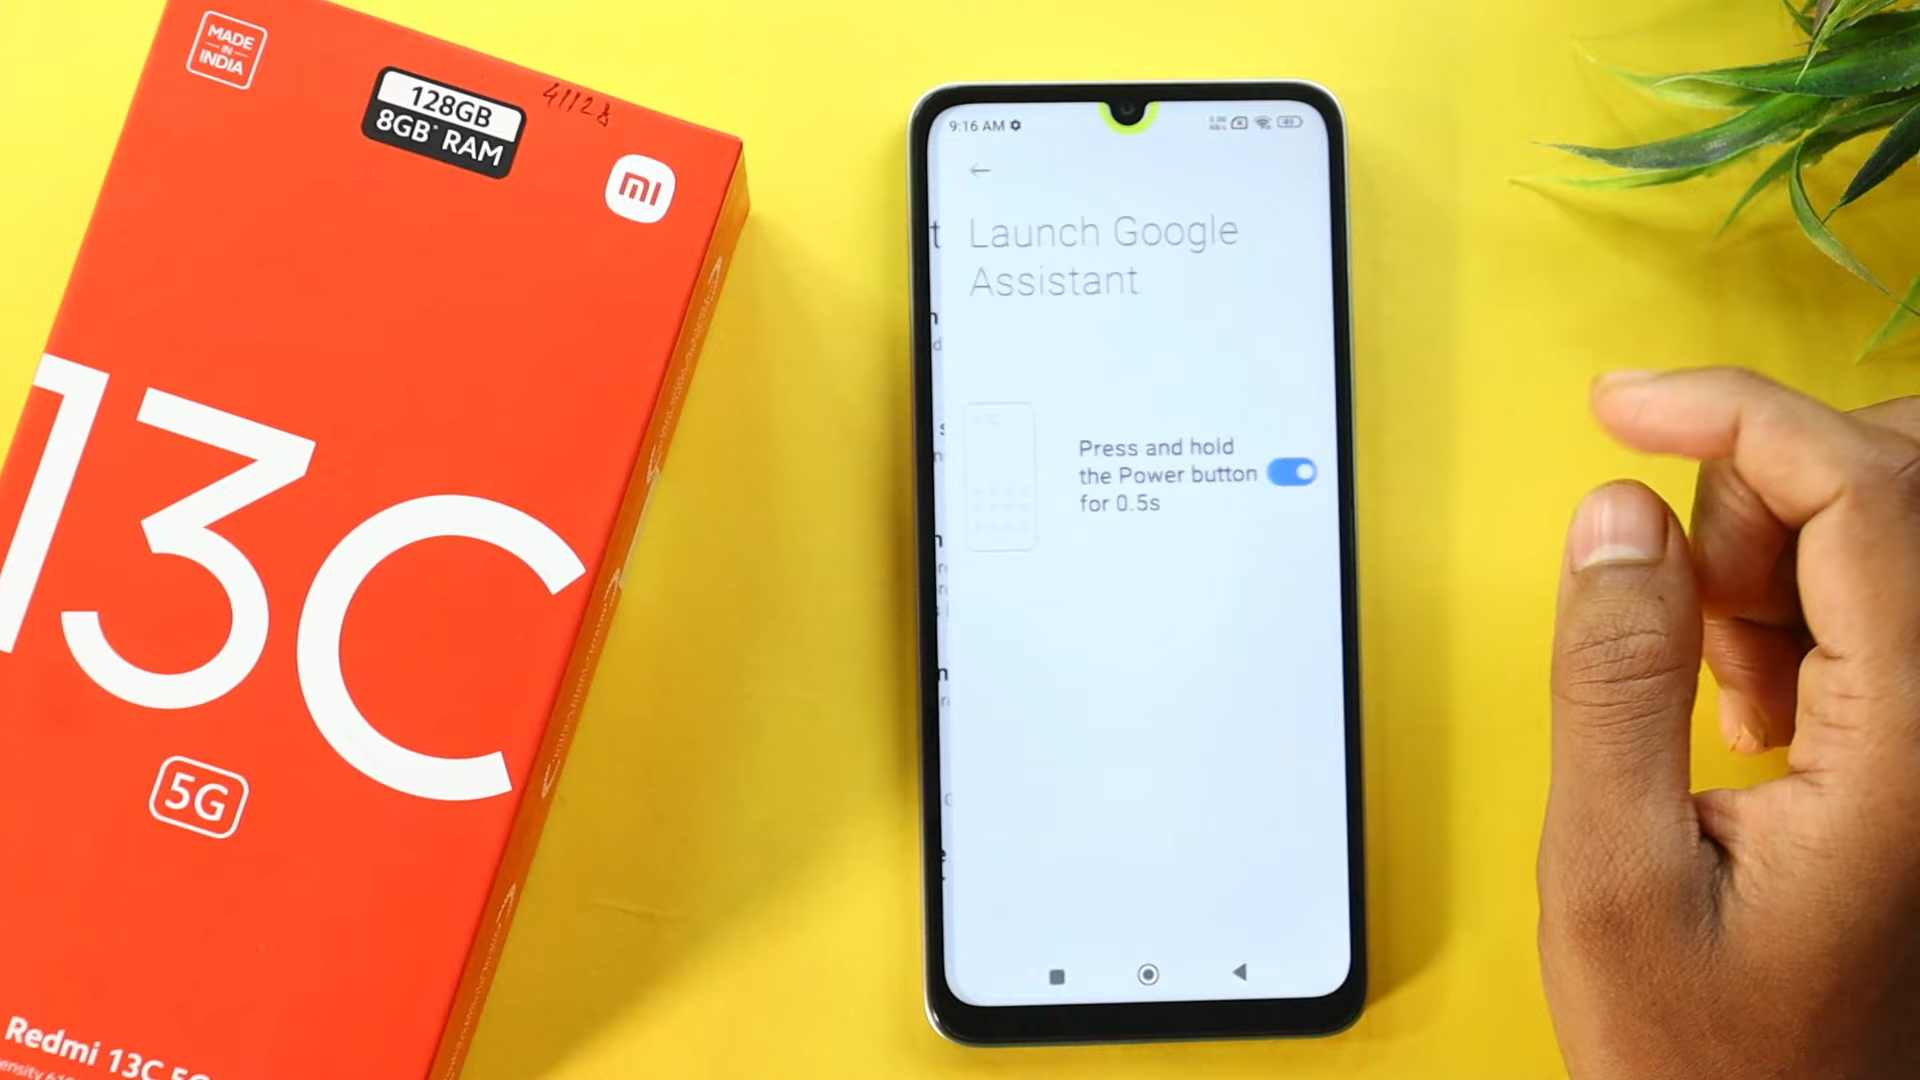 MADE
IN
INDIA
128GB
8GB* RAM
41128
mi
13C
5G
Redmi 13C 5G
9:16 AM
Launch Google
Assistant
Press and hold
the Power button
for 0.5s